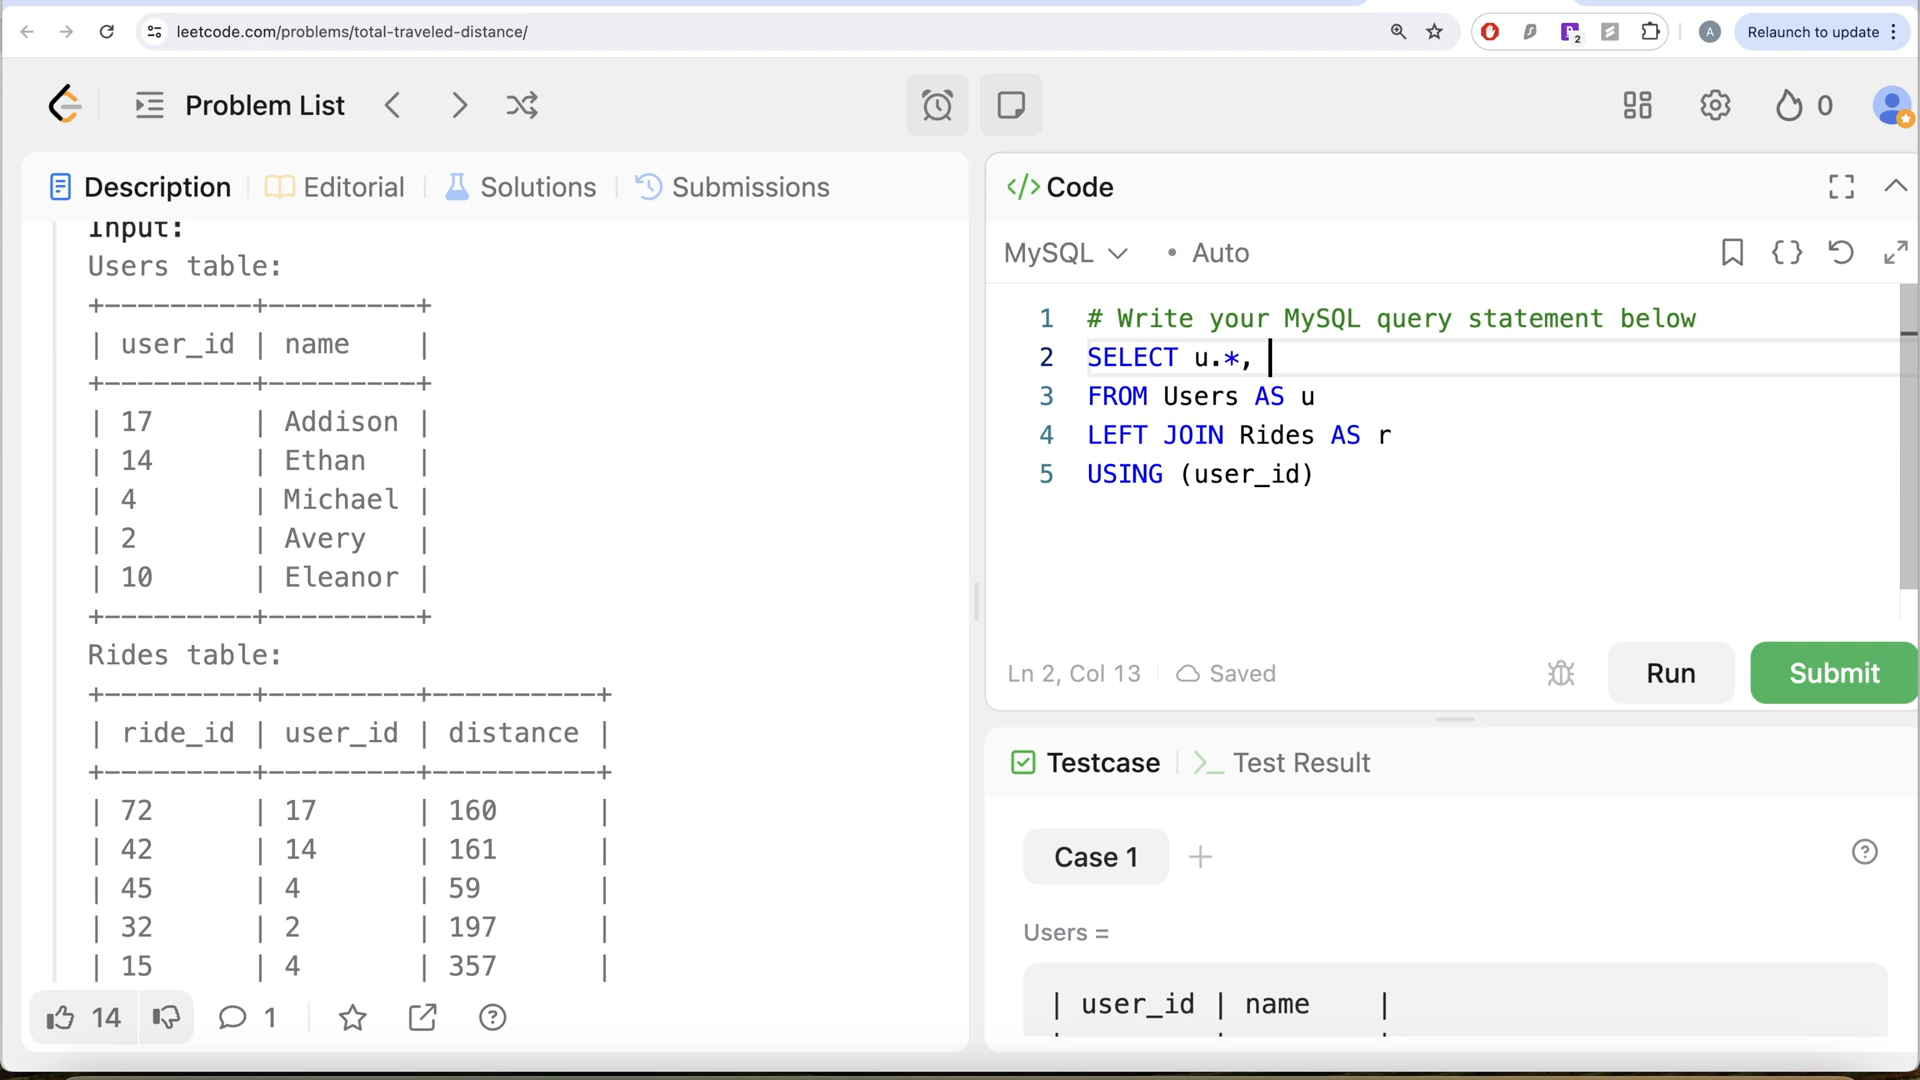 leetcode.com/problems/total-traveled-distance/
2
A
Relaunch to update
Problem List
0
Description
Editorial
Solutions
Submissions
Input:
Users table:
+---------+---------+
| user_id | name    |
+---------+---------+
| 17      | Addison |
| 14      | Ethan   |
| 4       | Michael |
| 2       | Avery   |
| 10      | Eleanor |
+---------+---------+
Rides table:
+---------+---------+----------+
| ride_id | user_id | distance |
+---------+---------+----------+
| 72      | 17      | 160      |
| 42      | 14      | 161      |
| 45      | 4       | 59       |
| 32      | 2       | 197      |
| 15      | 4       | 357      |
14
1
</> Code
MySQL • Auto
1 # Write your MySQL query statement below
2 SELECT u.*,
3 FROM Users AS u
4 LEFT JOIN Rides AS r
5 USING (user_id)
Ln 2, Col 13
Saved
Run
Submit
Testcase
>_ Test Result
Case 1
Users =
| user_id | name    |